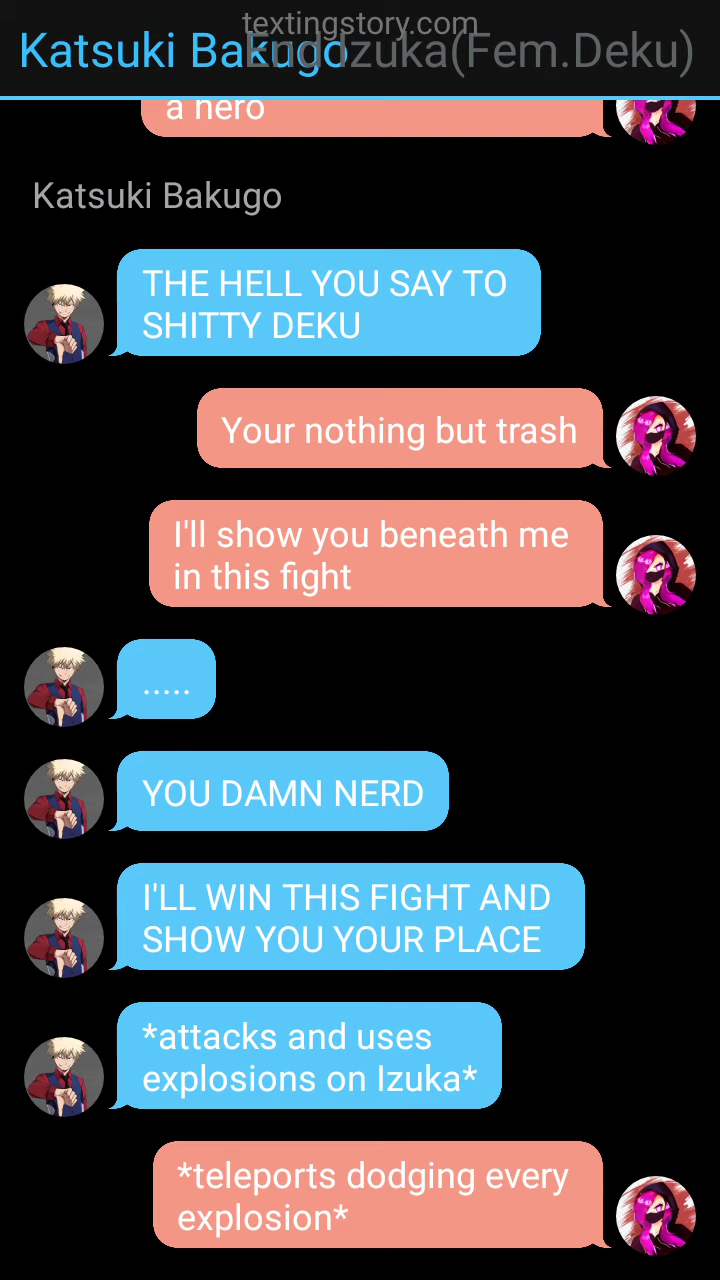 textingstory.com
Katsuki Bakugo
End Izuka(Fem.Deku)
a hero
Katsuki Bakugo
THE HELL YOU SAY TO
SHITTY DEKU
Your nothing but trash
I'll show you beneath me
in this fight
.....
YOU DAMN NERD
I'LL WIN THIS FIGHT AND
SHOW YOU YOUR PLACE
*attacks and uses
explosions on Izuka*
*teleports dodging every
explosion*